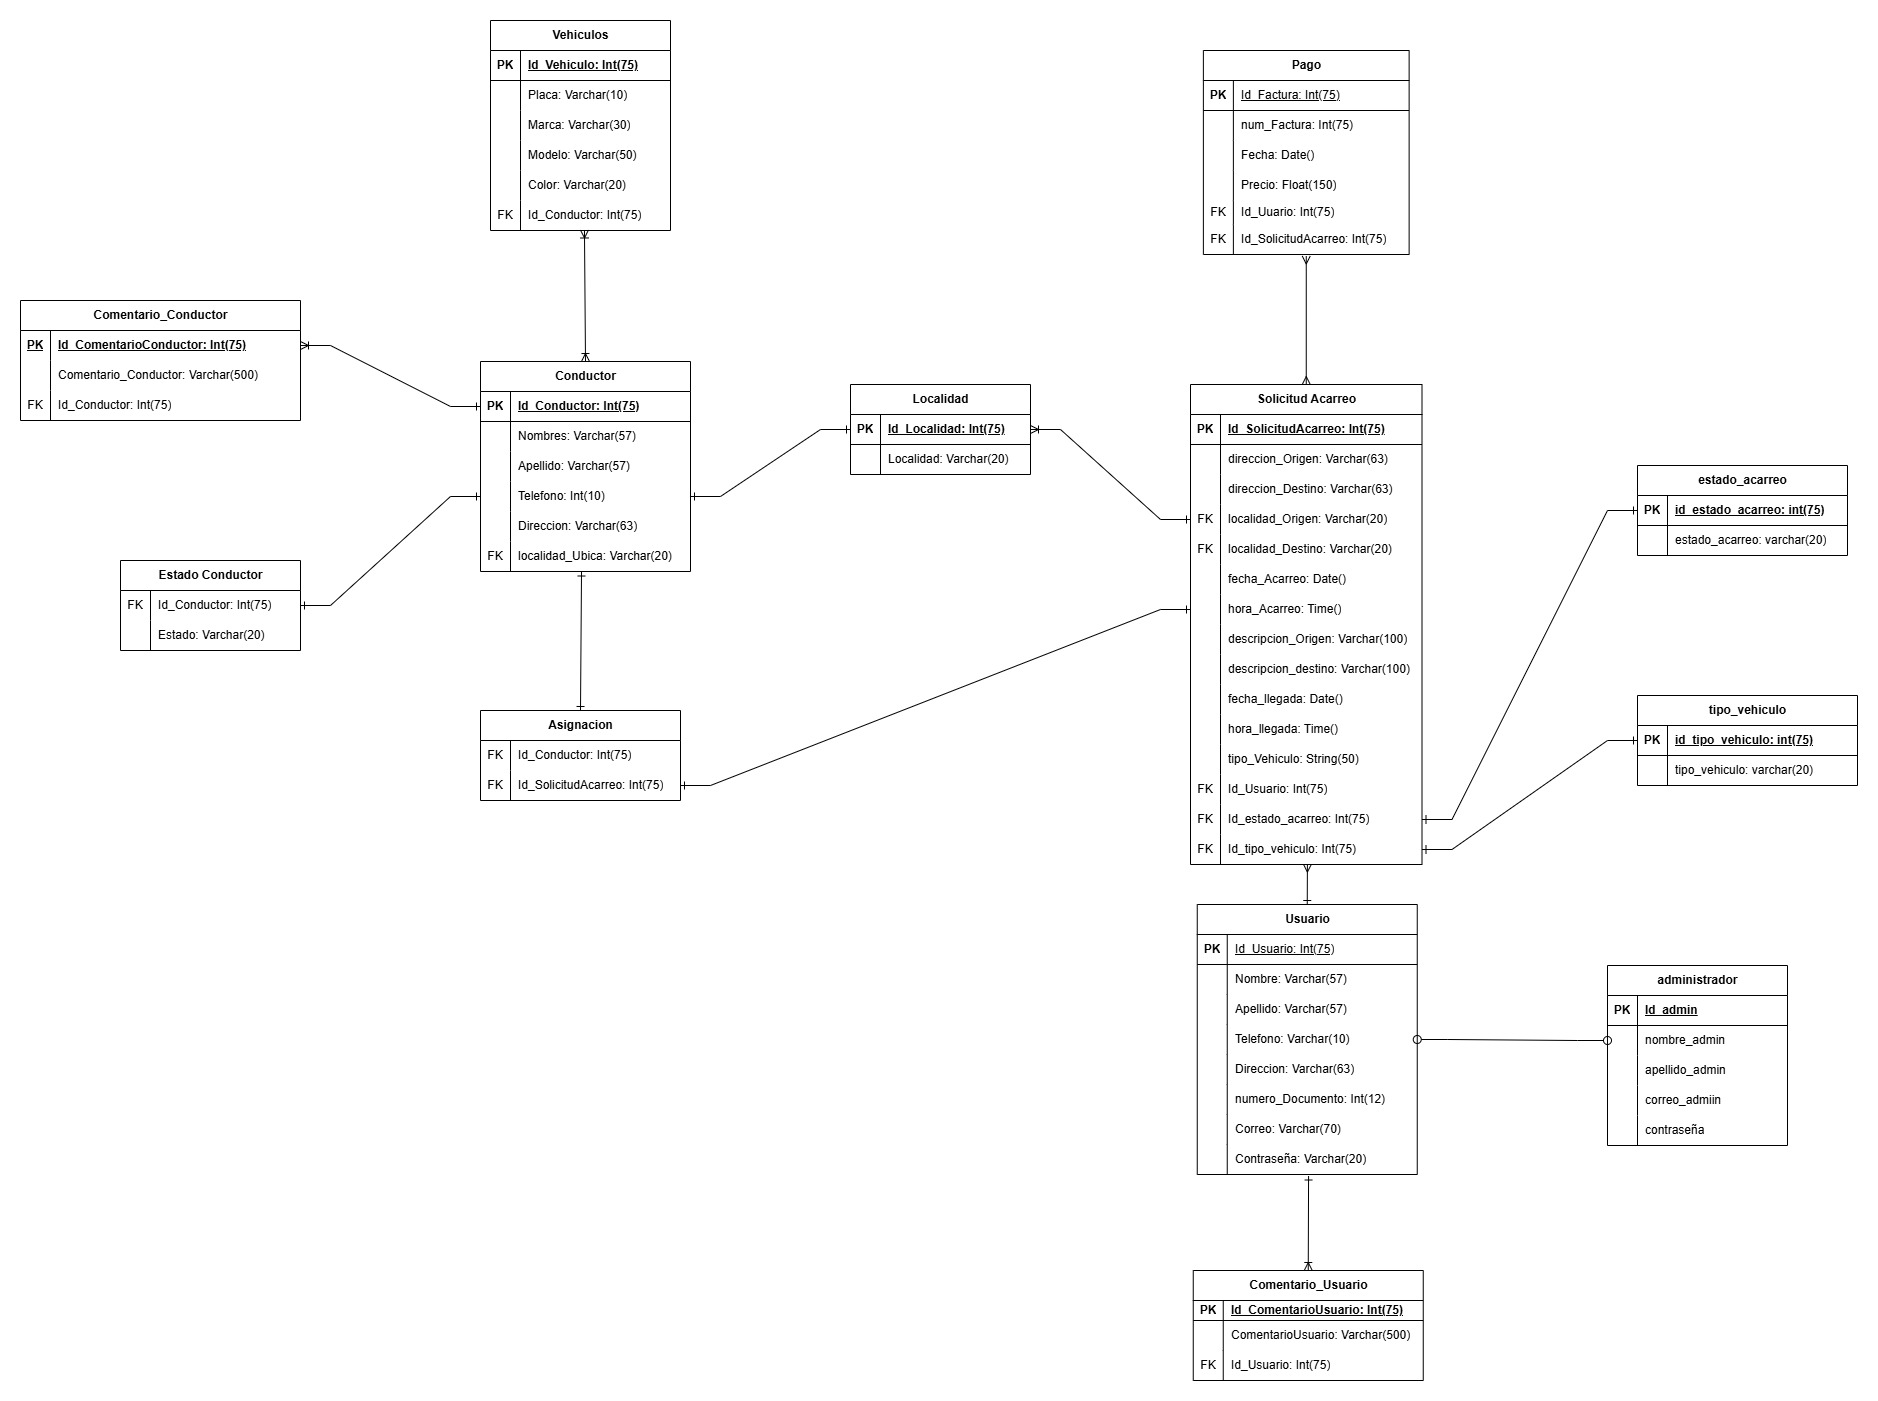 Vehiculos
PK Id_Vehiculo: Int(75)
Placa: Varchar(10)
Marca: Varchar(30)
Modelo: Varchar(50)
Color: Varchar(20)
FK Id_Conductor: Int(75)
Pago
PK Id_Factura: Int(75)
num_Factura: Int(75)
Fecha: Date()
Precio: Float(150)
FK Id_Uuario: Int(75)
FK Id_SolicitudAcarreo: Int(75)
Comentario_Conductor
PK Id_ComentarioConductor: Int(75)
Comentario_Conductor: Varchar(500)
FK Id_Conductor: Int(75)
Conductor
PK Id_Conductor: Int(75)
Nombres: Varchar(57)
Apellido: Varchar(57)
Telefono: Int(10)
Direccion: Varchar(63)
FK localidad_Ubica: Varchar(20)
Localidad
PK Id_Localidad: Int(75)
Localidad: Varchar(20)
Solicitud Acarreo
PK Id_SolicitudAcarreo: Int(75)
direccion_Origen: Varchar(63)
direccion_Destino: Varchar(63)
FK localidad_Origen: Varchar(20)
FK localidad_Destino: Varchar(20)
fecha_Acarreo: Date()
hora_Acarreo: Time()
descripcion_Origen: Varchar(100)
descripcion_destino: Varchar(100)
fecha_llegada: Date()
hora_llegada: Time()
tipo_Vehiculo: String(50)
FK Id_Usuario: Int(75)
FK Id_estado_acarreo: Int(75)
FK Id_tipo_vehiculo: Int(75)
estado_acarreo
PK id_estado_acarreo: int(75)
estado_acarreo: varchar(20)
Estado Conductor
FK Id_Conductor: Int(75)
Estado: Varchar(20)
Asignacion
FK Id_Conductor: Int(75)
FK Id_SolicitudAcarreo: Int(75)
tipo_vehiculo
PK id_tipo_vehiculo: int(75)
tipo_vehiculo: varchar(20)
Usuario
PK Id_Usuario: Int(75)
Nombre: Varchar(57)
Apellido: Varchar(57)
Telefono: Varchar(10)
Direccion: Varchar(63)
numero_Documento: Int(12)
Correo: Varchar(70)
Contraseña: Varchar(20)
administrador
PK Id_admin
nombre_admin
apellido_admin
correo_admiin
contraseña
Comentario_Usuario
PK Id_ComentarioUsuario: Int(75)
ComentarioUsuario: Varchar(500)
FK Id_Usuario: Int(75)